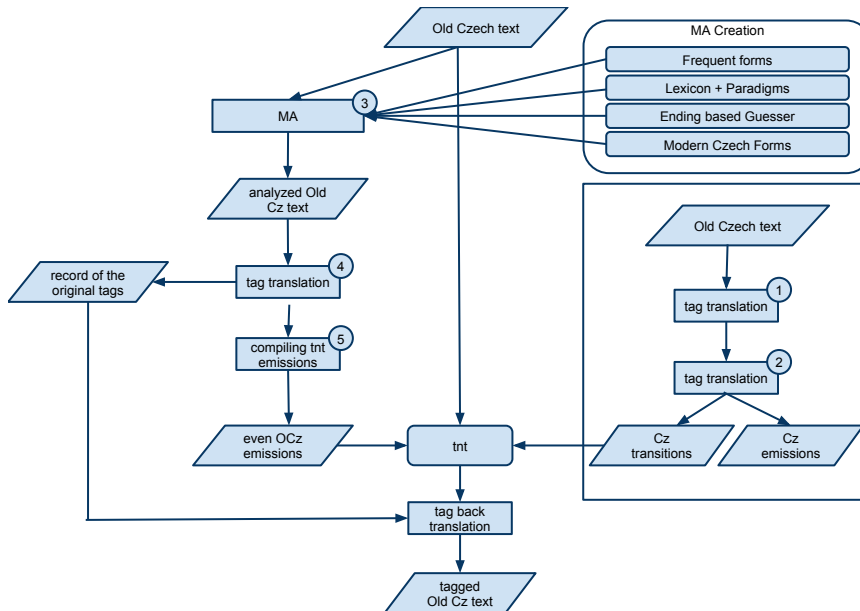 Old Czech text
MA Creation
Frequent forms
Lexicon + Paradigms
Ending based Guesser
Modern Czech Forms
3
MA
analyzed Old
Cz text
Old Czech text
record of the
original tags
4
tag translation
1
tag translation
5
compiling tnt
emissions
2
tag translation
even OCz
emissions
tnt
Cz
transitions
Cz
emissions
tag back
translation
tagged
Old Cz text